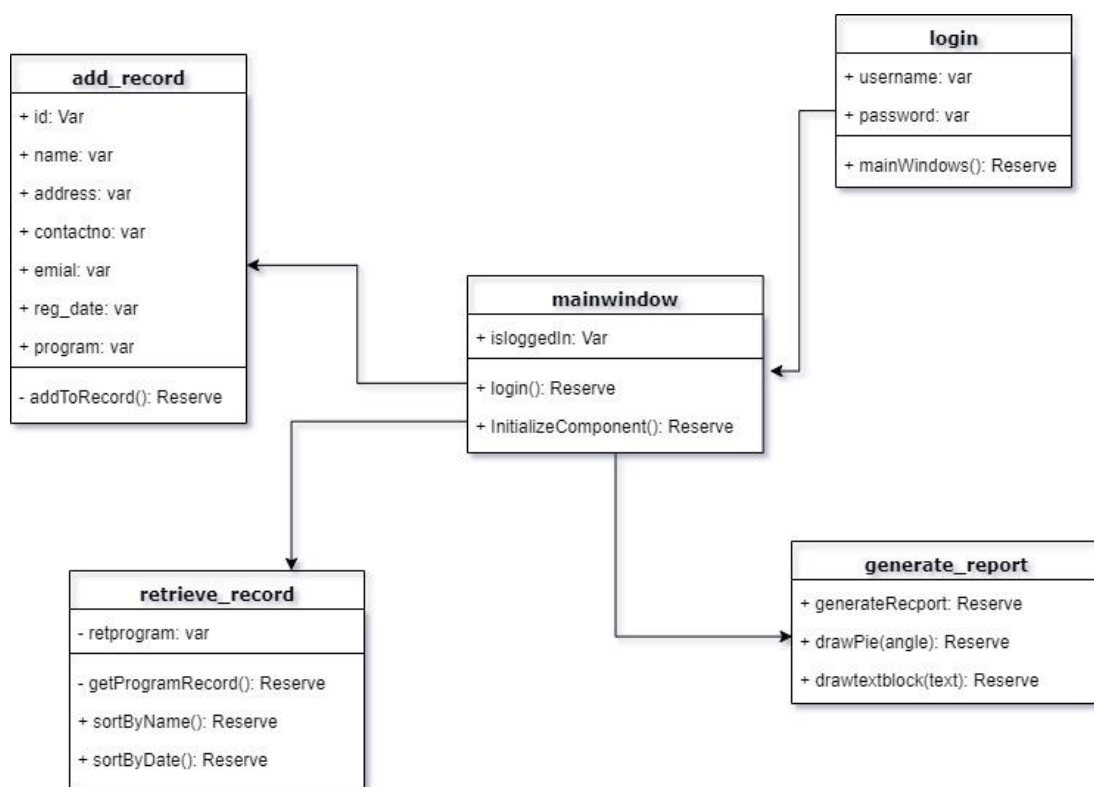 login
+ username: var
+ password: var
+ mainWindows(): Reserve
add_record
+ id: Var
+ name: var
+ address: var
+ contactno: var
+ emial: var
+ reg_date: var
+ program: var
- addToRecord(): Reserve
mainwindow
+ isloggedIn: Var
+ login(): Reserve
+ InitializeComponent(): Reserve
retrieve_record
- retprogram: var
- getProgramRecord(): Reserve
+ sortByName(): Reserve
+ sortByDate(): Reserve
generate_report
+ generateRecport: Reserve
+ drawPie(angle): Reserve
+ drawtextblock(text): Reserve